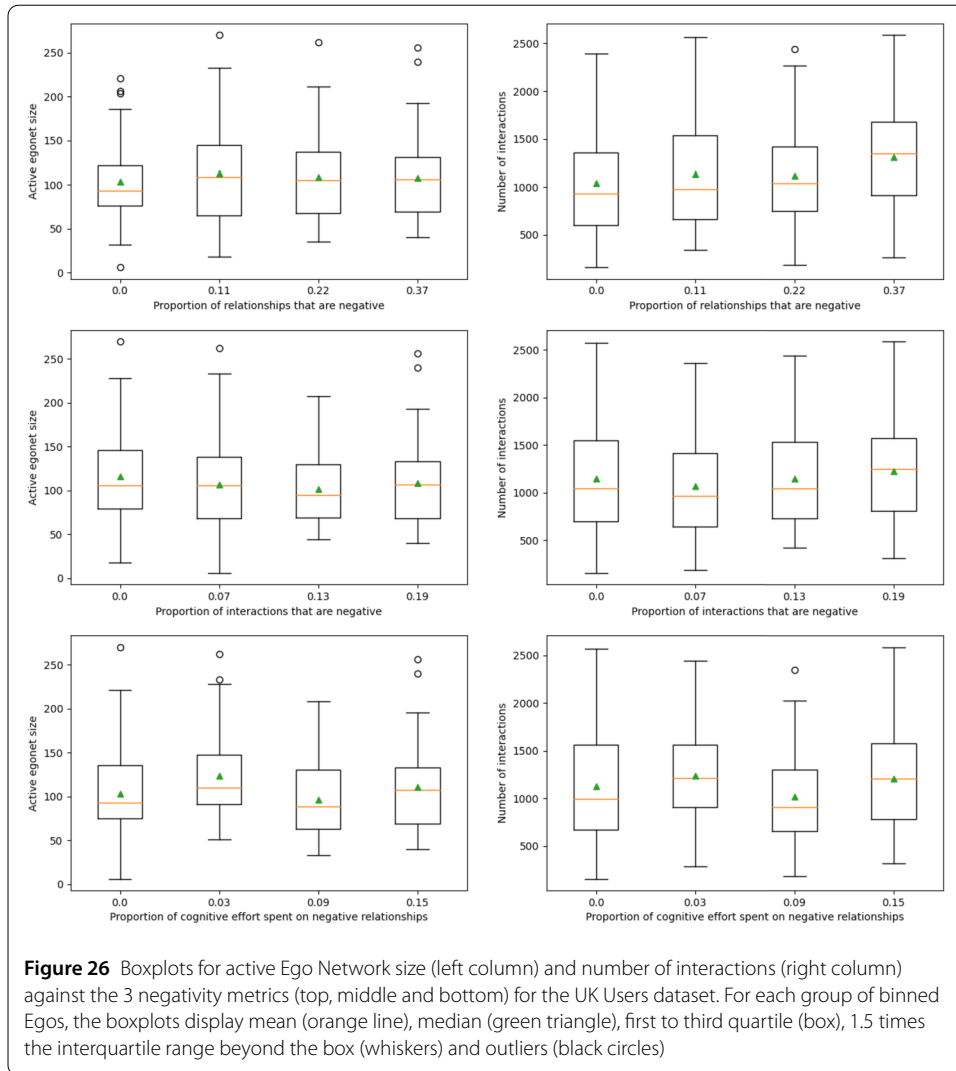 250
200
150
100
50
0
Active egonet size
0.0 0.11 0.22 0.37
Proportion of relationships that are negative
2500
2000
1500
1000
500
Number of interactions
0.0 0.11 0.22 0.37
Proportion of relationships that are negative
250
200
150
100
50
0
Active egonet size
0.0 0.07 0.13 0.19
Proportion of interactions that are negative
2500
2000
1500
1000
500
Number of interactions
0.0 0.07 0.13 0.19
Proportion of interactions that are negative
250
200
150
100
50
0
Active egonet size
0.0 0.03 0.09 0.15
Proportion of cognitive effort spent on negative relationships
2500
2000
1500
1000
500
Number of interactions
0.0 0.03 0.09 0.15
Proportion of cognitive effort spent on negative relationships
Figure 26 Boxplots for active Ego Network size (left column) and number of interactions (right column)
against the 3 negativity metrics (top, middle and bottom) for the UK Users dataset. For each group of binned
Egos, the boxplots display mean (orange line), median (green triangle), first to third quartile (box), 1.5 times
the interquartile range beyond the box (whiskers) and outliers (black circles)